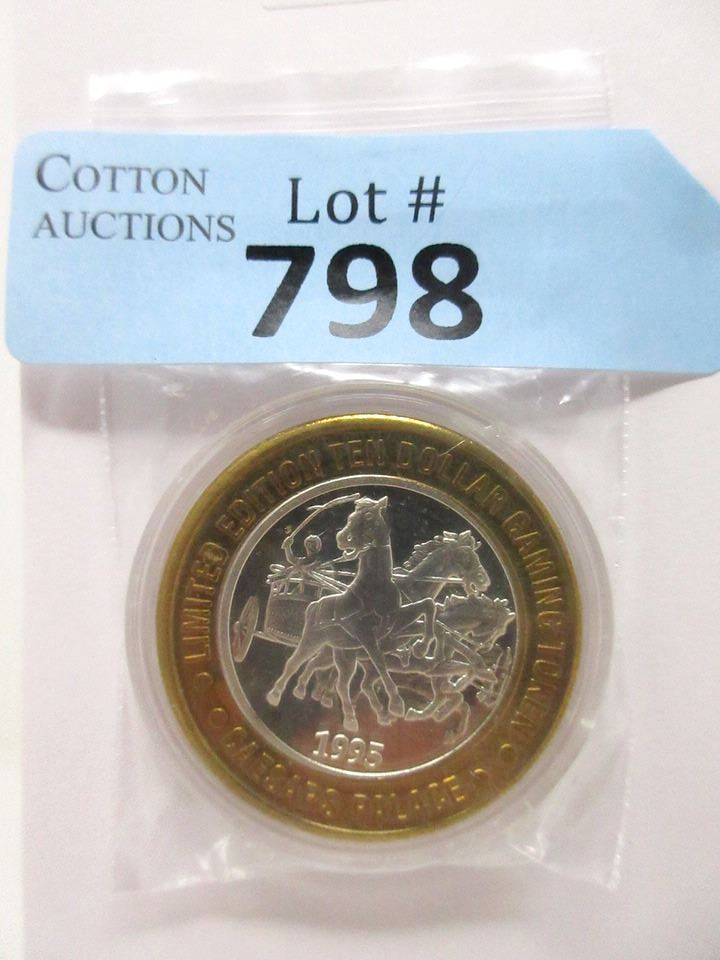 COTTON
AUCTIONS
Lot #
798
LIMITED EDITION TEN DOLLAR GAMING TOKEN
1995
CAESARS PALACE